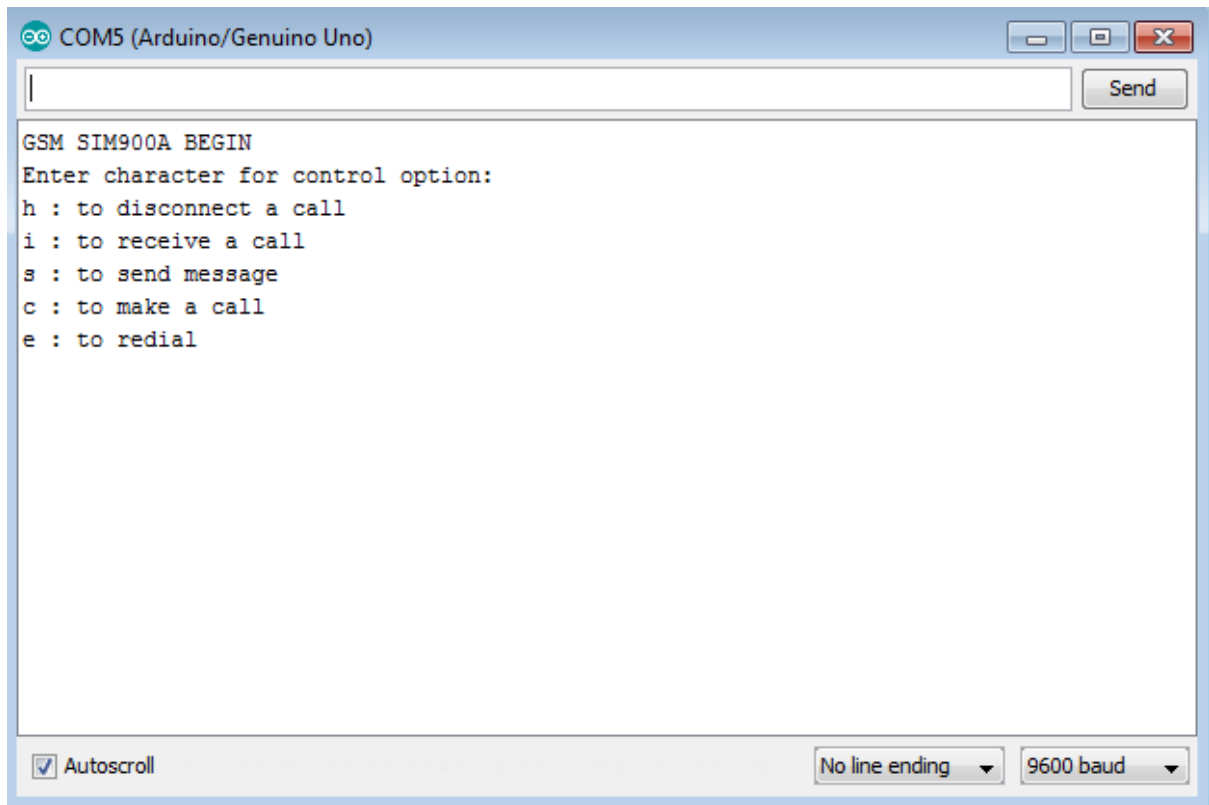 COM5 (Arduino/Genuino Uno)
Send
GSM SIM900A BEGIN
Enter character for control option:
h : to disconnect a call
i : to receive a call
s : to send message
c : to make a call
e : to redial
Autoscroll
No line ending
9600 baud